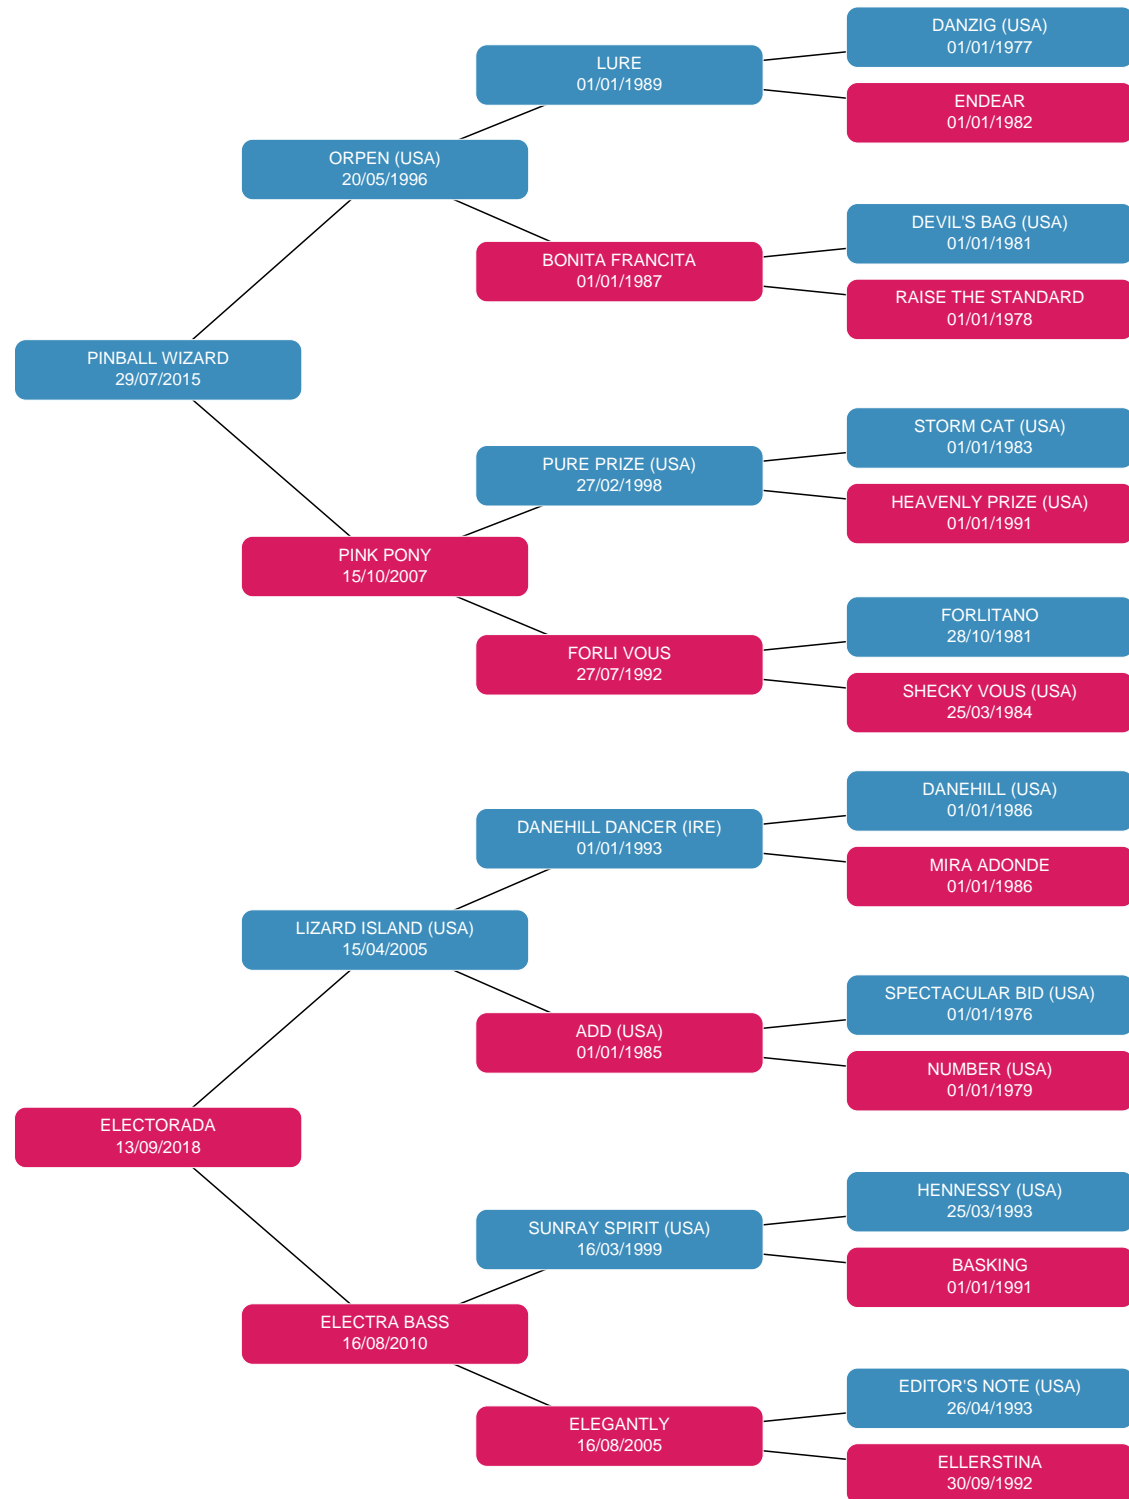 DANZIG (USA)
01/01/1977
LURE
01/01/1989
ENDEAR
01/01/1982
ORPEN (USA)
20/05/1996
DEVIL'S BAG (USA)
01/01/1981
BONITA FRANCITA
01/01/1987
RAISE THE STANDARD
01/01/1978
PINBALL WIZARD
29/07/2015
STORM CAT (USA)
01/01/1983
PURE PRIZE (USA)
27/02/1998
HEAVENLY PRIZE (USA)
01/01/1991
PINK PONY
15/10/2007
FORLITANO
28/10/1981
FORLI VOUS
27/07/1992
SHECKY VOUS (USA)
25/03/1984
DANEHILL (USA)
01/01/1986
DANEHILL DANCER (IRE)
01/01/1993
MIRA ADONDE
01/01/1986
LIZARD ISLAND (USA)
15/04/2005
SPECTACULAR BID (USA)
01/01/1976
ADD (USA)
01/01/1985
NUMBER (USA)
01/01/1979
ELECTORADA
13/09/2018
HENNESSY (USA)
25/03/1993
SUNRAY SPIRIT (USA)
16/03/1999
BASKING
01/01/1991
ELECTRA BASS
16/08/2010
EDITOR'S NOTE (USA)
26/04/1993
ELEGANTLY
16/08/2005
ELLERSTINA
30/09/1992